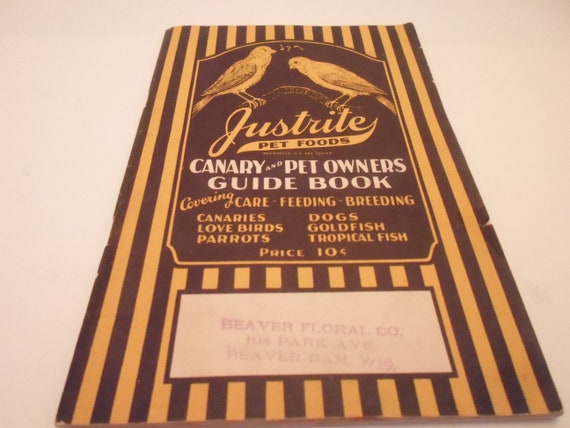 Justrite
PET FOODS
CANARY AND PET OWNERS
GUIDE BOOK
Covering CARE - FEEDING - BREEDING
CANARIES DOGS
LOVE BIRDS GOLDFISH
PARROTS TROPICAL FISH
PRICE 10¢
BEAVER FLORAL CO.
104 PARK AVE.
BEAVER DAM, WIS.